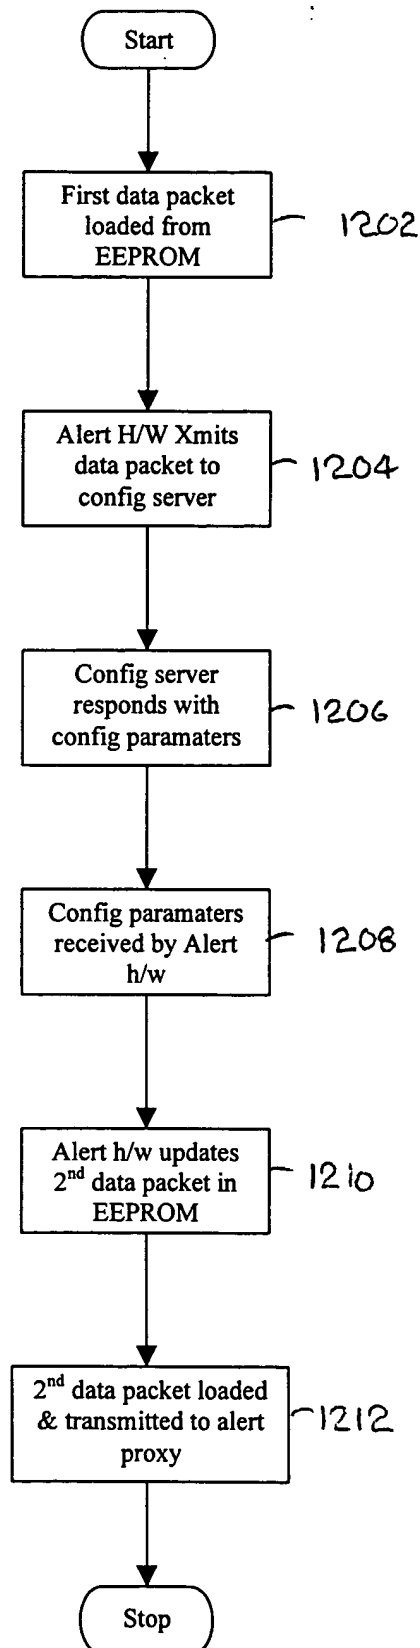 Start
First data packet
loaded from
EEPROM
1202
Alert H/W Xmits
data packet to
config server
1204
Config server
responds with
config paramaters
1206
Config paramaters
received by Alert
h/w
1208
Alert h/w updates
2nd data packet in
EEPROM
1210
2nd data packet loaded
& transmitted to alert
proxy
1212
Stop